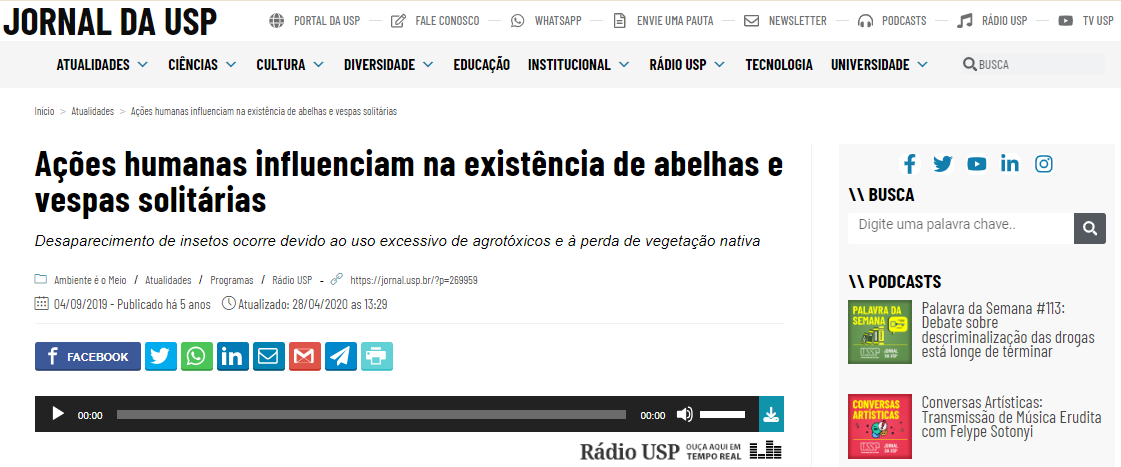 JORNAL DA USP
PORTAL DA USP
FALE CONOSCO
WHATSAPP
ENVIE UMA PAUTA
NEWSLETTER
PODCASTS
RÁDIO USP
TV USP
ATUALIDADES
CIÊNCIAS
CULTURA
DIVERSIDADE
EDUCAÇÃO
INSTITUCIONAL
RÁDIO USP
TECNOLOGIA
UNIVERSIDADE
BUSCA
Início > Atualidades > Ações humanas influenciam na existência de abelhas e vespas solitárias
Ações humanas influenciam na existência de abelhas e
vespas solitárias
Desaparecimento de insetos ocorre devido ao uso excessivo de agrotóxicos e à perda de vegetação nativa
Ambiente é o Meio / Atualidades / Programas / Rádio USP - https://jornal.usp.br/?p=269959
04/09/2019 - Publicado há 5 anos Atualizado: 28/04/2020 as 13:29
FACEBOOK
00:00
00:00
Rádio USP
OUÇA AQUI EM
TEMPO REAL
\\ BUSCA
Digite uma palavra chave..
\\ PODCASTS
PALAVRA DA
SEMANA
JORNAL
DA USP
Palavra da Semana #113:
Debate sobre
descriminalização das drogas
está longe de terminar
CONVERSAS
ARTÍSTICAS
JORNAL
DA USP
Conversas Artísticas:
Transmissão de Música Erudita
com Felype Sotonyi